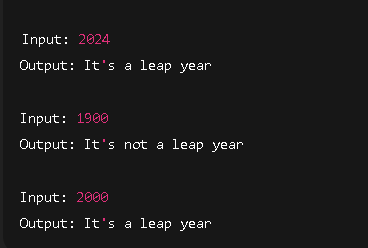 Input: 2024
Output: It's a leap year
Input: 1900
Output: It's not a leap year
Input: 2000
Output: It's a leap year